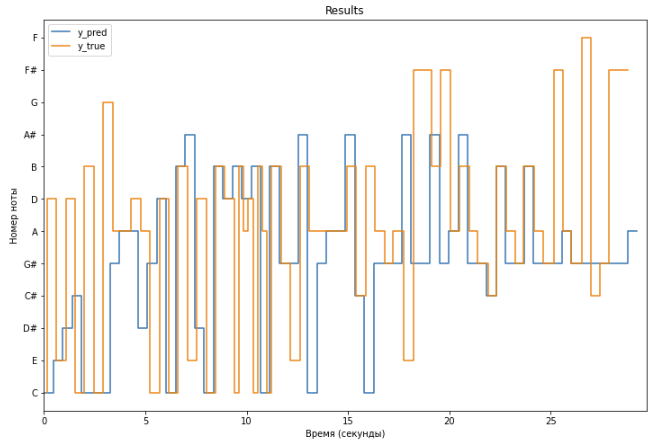 Results
y_pred
y_true
F
F#
G
A#
B
D
A
G#
C#
D#
E
C
Номер ноты
0
5
10
15
20
25
Время (секунды)